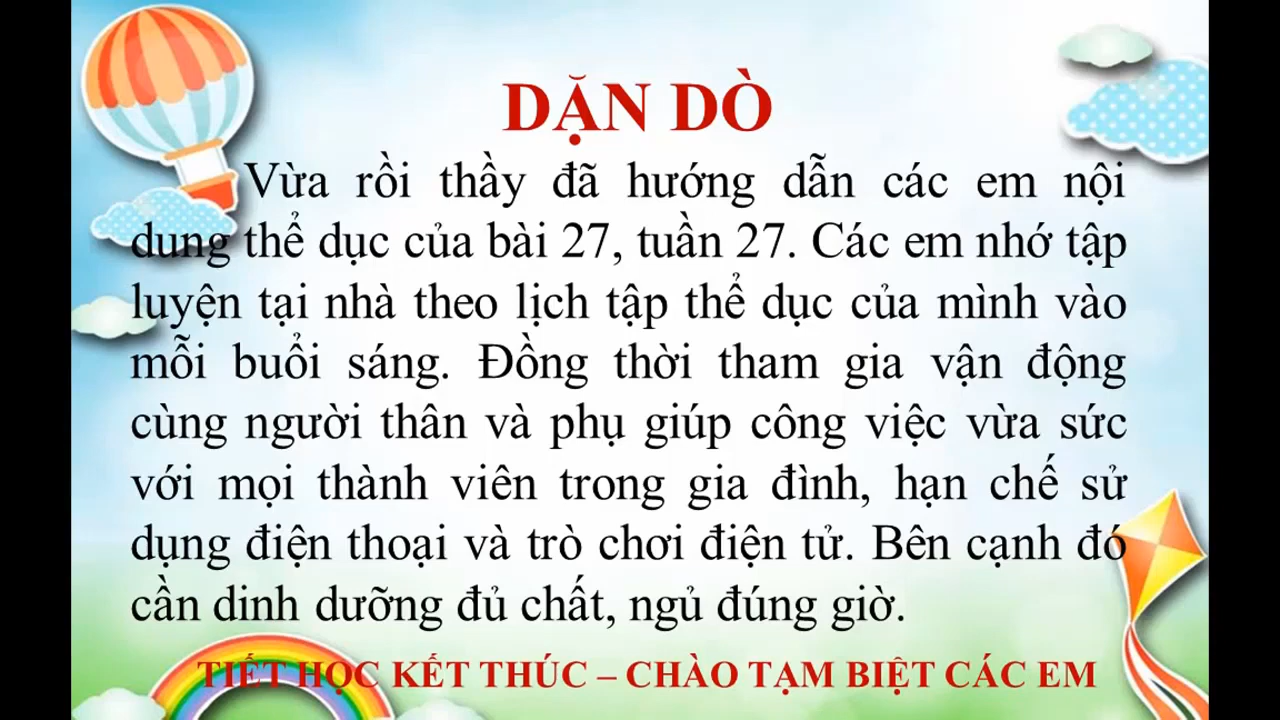 DẶN DÒ
Vừa rồi thầy đã hướng dẫn các em nội
dung thể dục của bài 27, tuần 27. Các em nhớ tập
luyện tại nhà theo lịch tập thể dục của mình vào
mỗi buổi sáng. Đồng thời tham gia vận động
cùng người thân và phụ giúp công việc vừa sức
với mọi thành viên trong gia đình, hạn chế sử
dụng điện thoại và trò chơi điện tử. Bên cạnh đó
cần dinh dưỡng đủ chất, ngủ đúng giờ.
TIẾT HỌC KẾT THÚC – CHÀO TẠM BIỆT CÁC EM